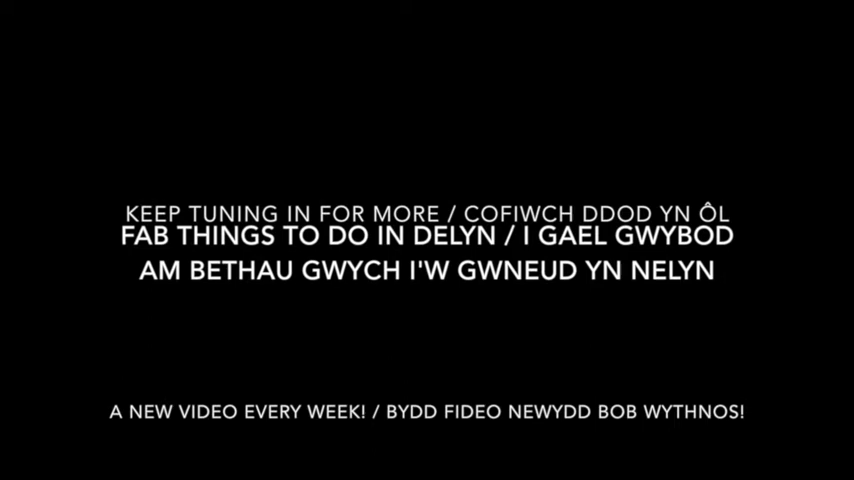 KEEP TUNING IN FOR MORE / COFIWCH DDOD YN ÔL
FAB THINGS TO DO IN DELYN / I GAEL GWYBOD
AM BETHAU GWYCH I'W GWNEUD YN NELYN
A NEW VIDEO EVERY WEEK! / BYDD FIDEO NEWYDD BOB WYTHNOS!